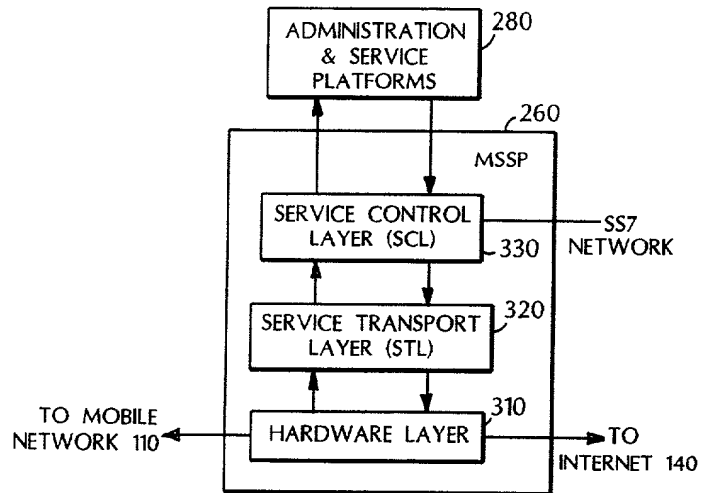 ADMINISTRATION
& SERVICE
PLATFORMS
280
260
MSSP
SERVICE CONTROL
LAYER (SCL)
330
SS7
NETWORK
SERVICE TRANSPORT
LAYER (STL)
320
310
HARDWARE LAYER
TO MOBILE
NETWORK 110
TO
INTERNET 140